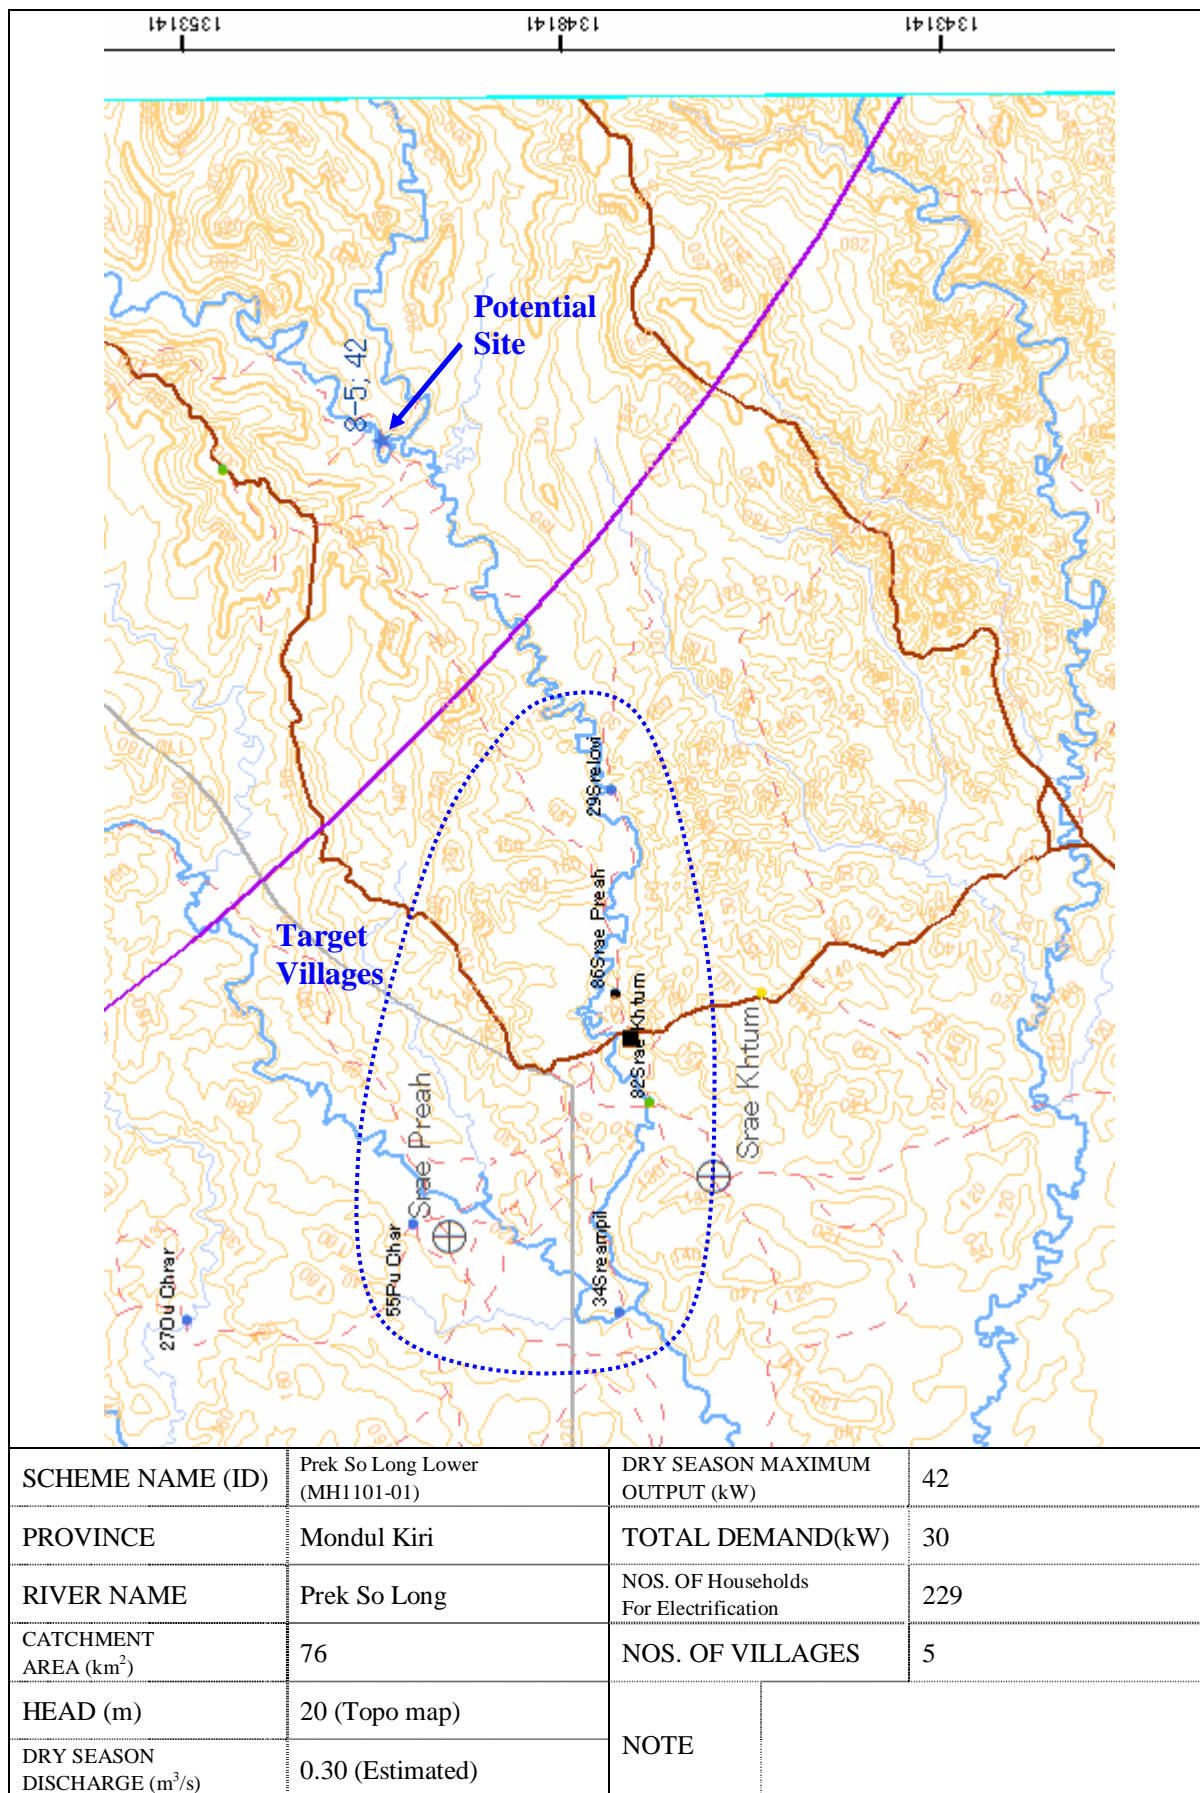 1353141
1348141
1343141
Potential
Site
8-5; 42
29Srelovi
86Srae Preah
82Srae Khtum
Target
Villages
Srae Preah
Srae Khtum
55Pu Char
34Sreampil
27Ou Chrar
SCHEME NAME (ID)
Prek So Long Lower
(MH1101-01)
DRY SEASON MAXIMUM
OUTPUT (kW)
42
PROVINCE
Mondul Kiri
TOTAL DEMAND(kW)
30
RIVER NAME
Prek So Long
NOS. OF Households
For Electrification
229
CATCHMENT
AREA (km²)
76
NOS. OF VILLAGES
5
HEAD (m)
20 (Topo map)
NOTE
DRY SEASON
DISCHARGE (m³/s)
0.30 (Estimated)